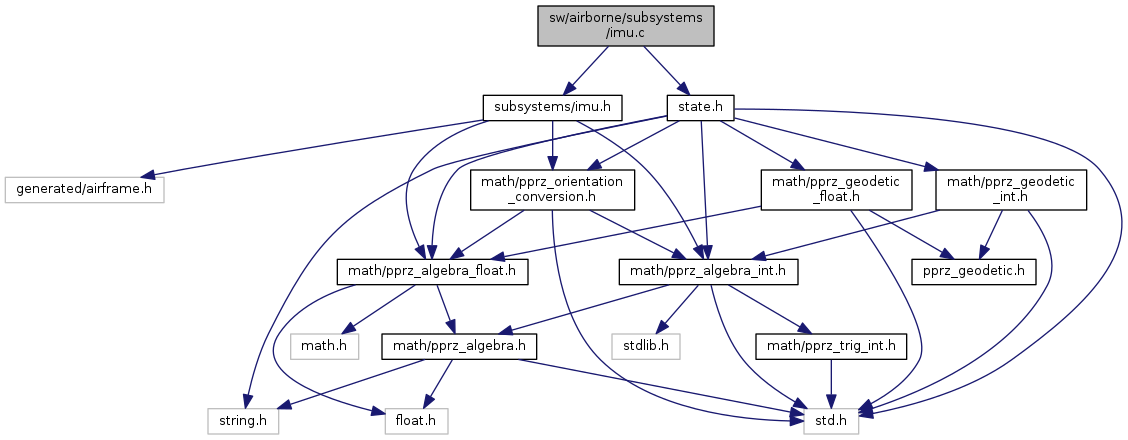 sw/airborne/subsystems
/imu.c
subsystems/imu.h
state.h
generated/airframe.h
math/pprz_orientation
_conversion.h
math/pprz_geodetic
_float.h
math/pprz_geodetic
_int.h
math/pprz_algebra_float.h
math/pprz_algebra_int.h
pprz_geodetic.h
math.h
math/pprz_algebra.h
stdlib.h
math/pprz_trig_int.h
string.h
float.h
std.h